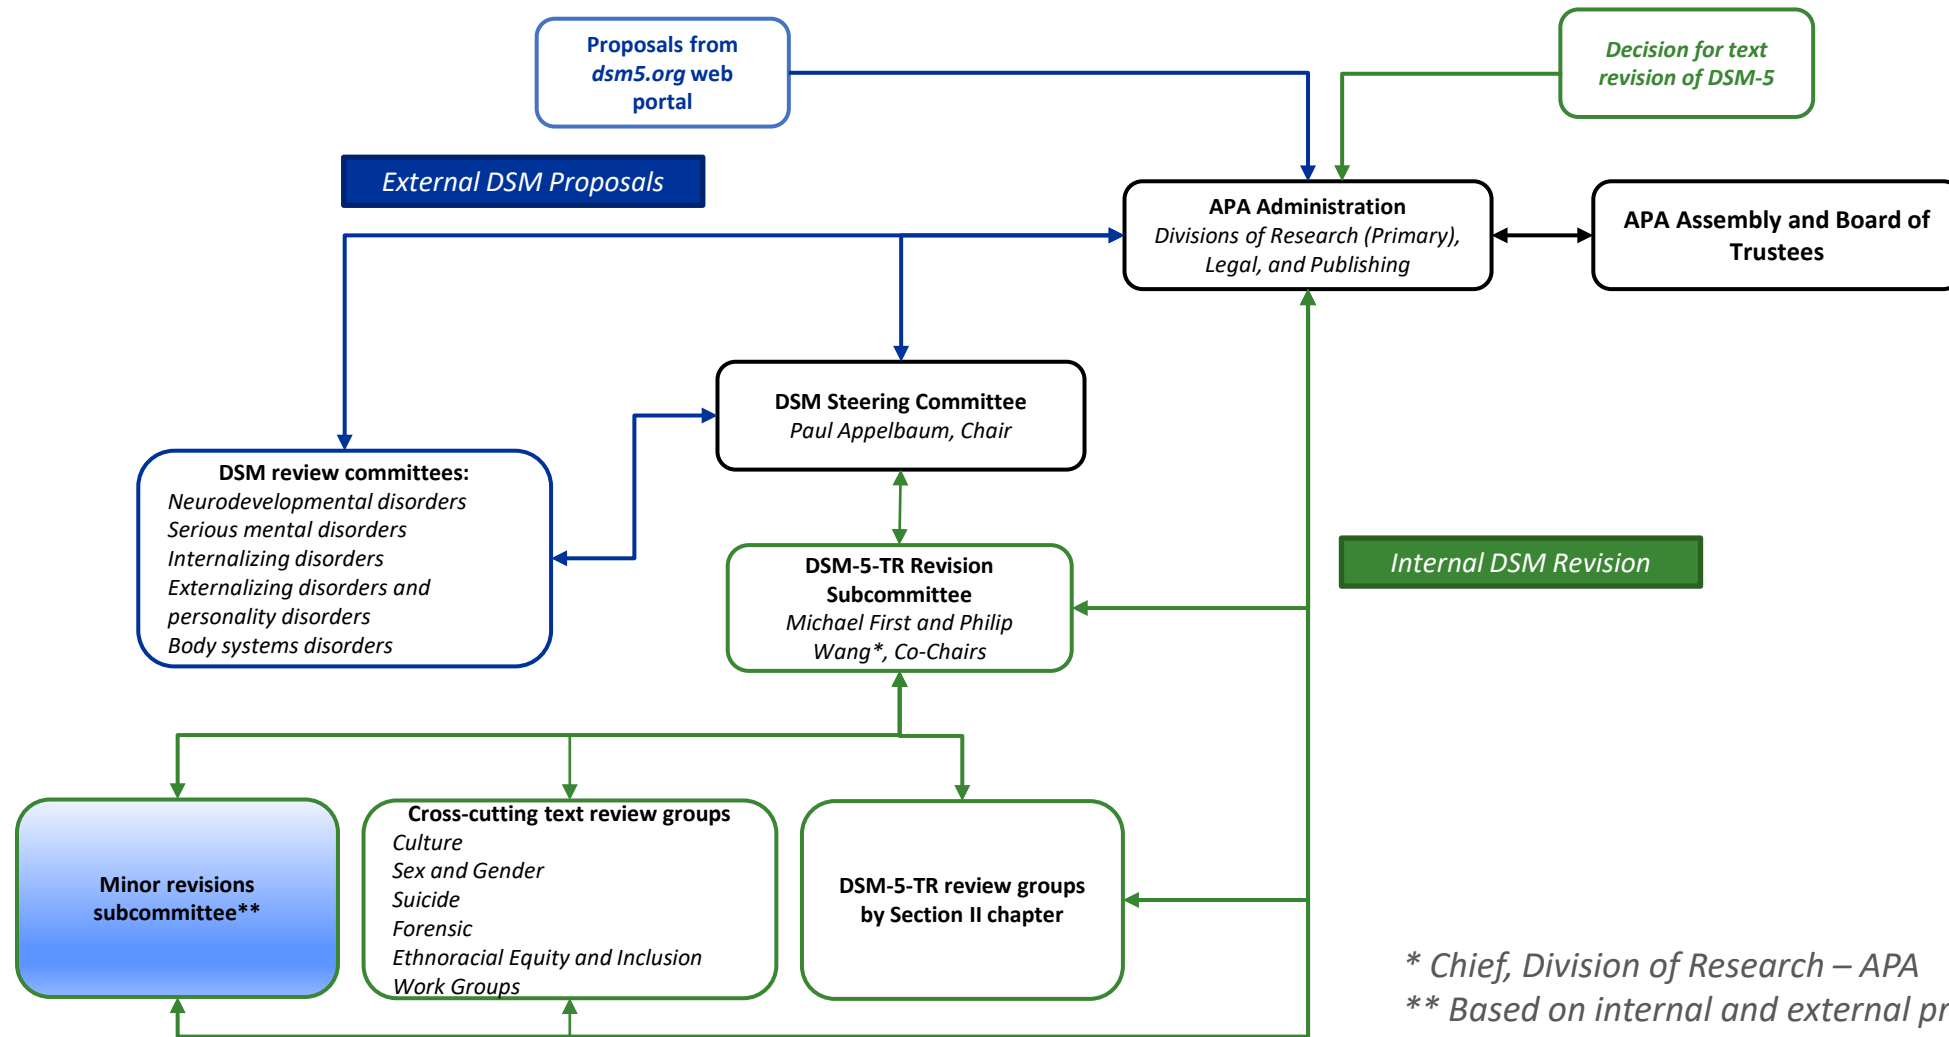 Proposals from
dsm5.org web
portal
Decision for text
revision of DSM-5
External DSM Proposals
APA Administration
Divisions of Research (Primary),
Legal, and Publishing
APA Assembly and Board of
Trustees
DSM Steering Committee
Paul Appelbaum, Chair
DSM review committees:
Neurodevelopmental disorders
Serious mental disorders
Internalizing disorders
Externalizing disorders and
personality disorders
Body systems disorders
DSM-5-TR Revision
Subcommittee
Michael First and Philip
Wang*, Co-Chairs
Internal DSM Revision
Minor revisions
subcommittee**
Cross-cutting text review groups
Culture
Sex and Gender
Suicide
Forensic
Ethnoracial Equity and Inclusion
Work Groups
DSM-5-TR review groups
by Section II chapter
* Chief, Division of Research – APA
** Based on internal and external